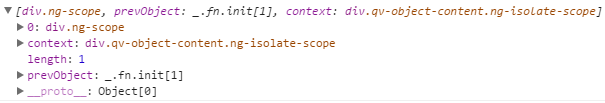 ▼[div.ng-scope, prevObject: _.fn.init[1], context: div.qv-object-content.ng-isolate-scope]
▶0: div.ng-scope
▶context: div.qv-object-content.ng-isolate-scope
length: 1
▶prevObject: _.fn.init[1]
▶__proto__: Object[0]